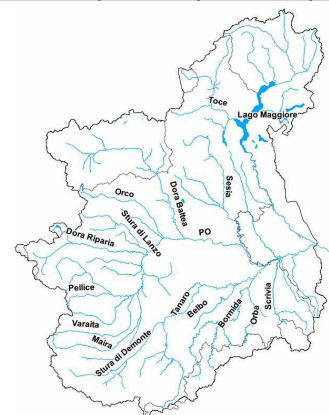 Toce
Lago Maggiore
Sesia
Orco
Dora Baltea
Stura di Lanzo
PO
Dora Riparia
Pellice
Tanaro
Belbo
Bormida
Orba
Scrivia
Varaita
Maira
Stura di Demonte